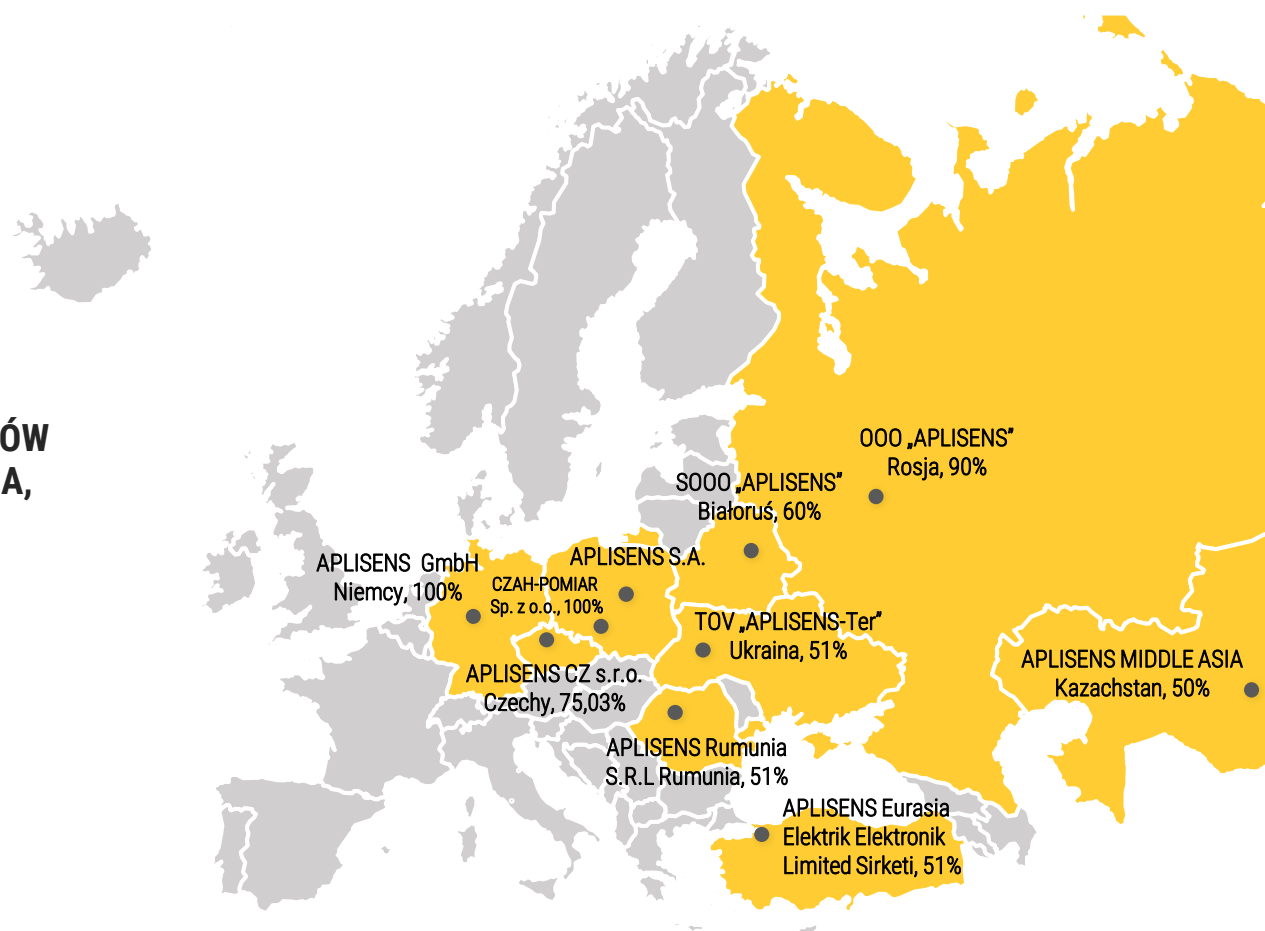 ÓW
A,
OOO „APLISENS”
Rosja, 90%
SOOO „APLISENS”
Białoruś, 60%
APLISENS GmbH
Niemcy, 100%
APLISENS S.A.
CZAH-POMIAR
Sp. z o.o., 100%
TOV „APLISENS-Ter”
Ukraina, 51%
APLISENS MIDDLE ASIA
Kazachstan, 50%
APLISENS CZ s.r.o.
Czechy, 75,03%
APLISENS Rumunia
S.R.L Rumunia, 51%
APLISENS Eurasia
Elektrik Elektronik
Limited Sirketi, 51%